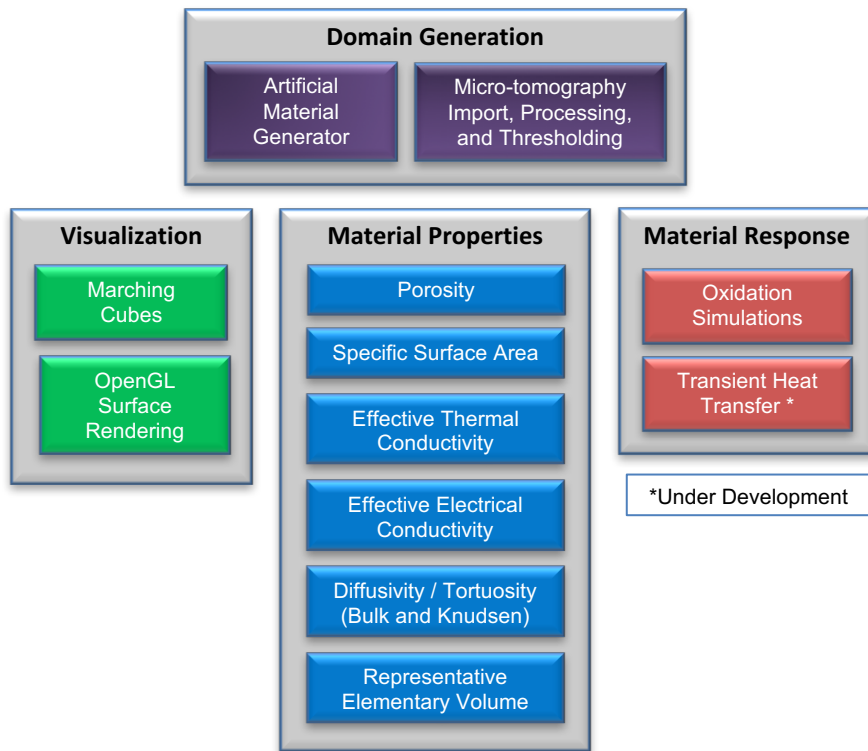 Domain Generation
Artificial
Material
Generator
Micro-tomography
Import, Processing,
and Thresholding
Visualization
Marching
Cubes
OpenGL
Surface
Rendering
Material Properties
Porosity
Specific Surface Area
Effective Thermal
Conductivity
Effective Electrical
Conductivity
Diffusivity / Tortuosity
(Bulk and Knudsen)
Representative
Elementary Volume
Material Response
Oxidation
Simulations
Transient Heat
Transfer *
*Under Development